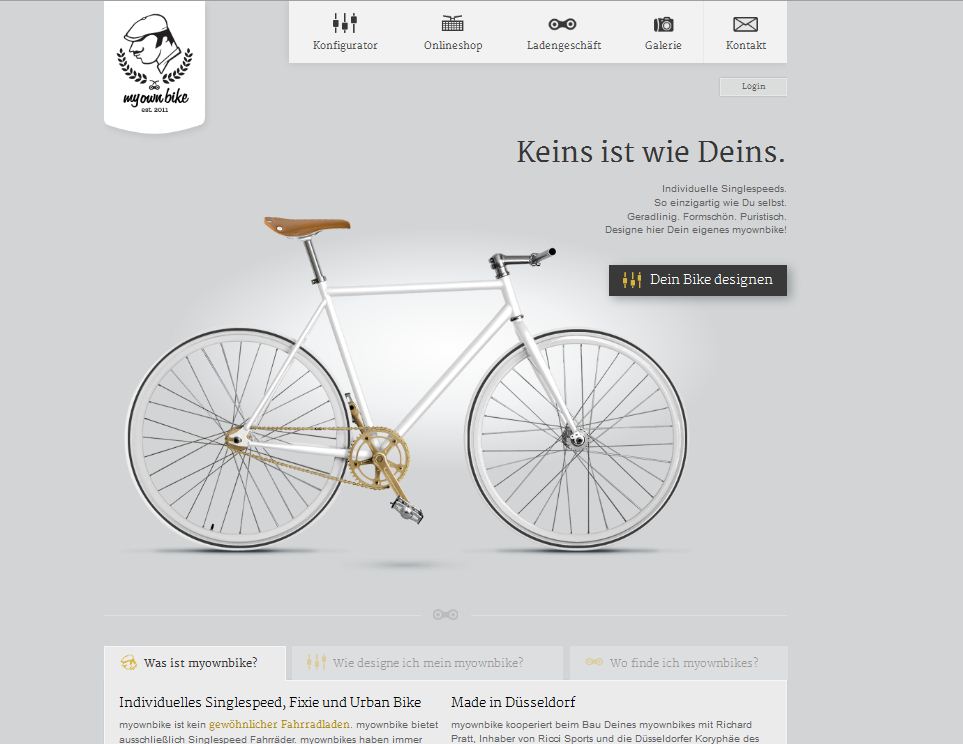 Konfigurator
Onlineshop
Ladengeschäft
Galerie
Kontakt
myownbike
est. 2011
Login
Keins ist wie Deins.
Individuelle Singlespeeds.
So einzigartig wie Du selbst.
Geradlinig. Formschön. Puristisch.
Designe hier Dein eigenes myownbike!
Dein Bike designen
Was ist myownbike?
Wie designe ich mein myownbike?
Wo finde ich myownbikes?
Individuelles Singlespeed, Fixie und Urban Bike
myownbike ist kein gewöhnlicher Fahrradladen. myownbike bietet
ausschließlich Singlespeed Fahrräder. myownbikes haben immer
Made in Düsseldorf
myownbike kooperiert beim Bau Deines myownbikes mit Richard
Pratt, Inhaber von Ricci Sports und die Düsseldorfer Koryphäe des